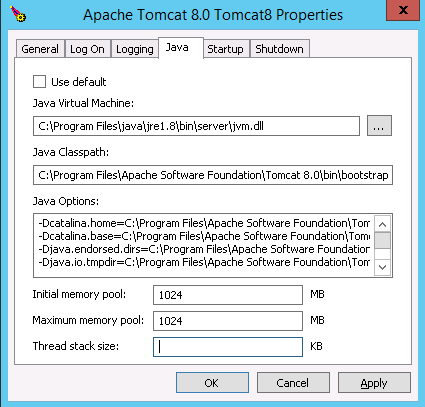 Apache Tomcat 8.0 Tomcat8 Properties
x
General Log On Logging Java Startup Shutdown
Use default
Java Virtual Machine:
C:\Program Files\java\jre1.8\bin\server\jvm.dll ...
Java Classpath:
C:\Program Files\Apache Software Foundation\Tomcat 8.0\bin\bootstrap
Java Options:
-Dcatalina.home=C:\Program Files\Apache Software Foundation\Tom
-Dcatalina.base=C:\Program Files\Apache Software Foundation\Tomc
-Djava.endorsed.dirs=C:\Program Files\Apache Software Foundation\
-Djava.io.tmpdir=C:\Program Files\Apache Software Foundation\Tom
Initial memory pool: 1024 MB
Maximum memory pool: 1024 MB
Thread stack size: KB
OK Cancel Apply